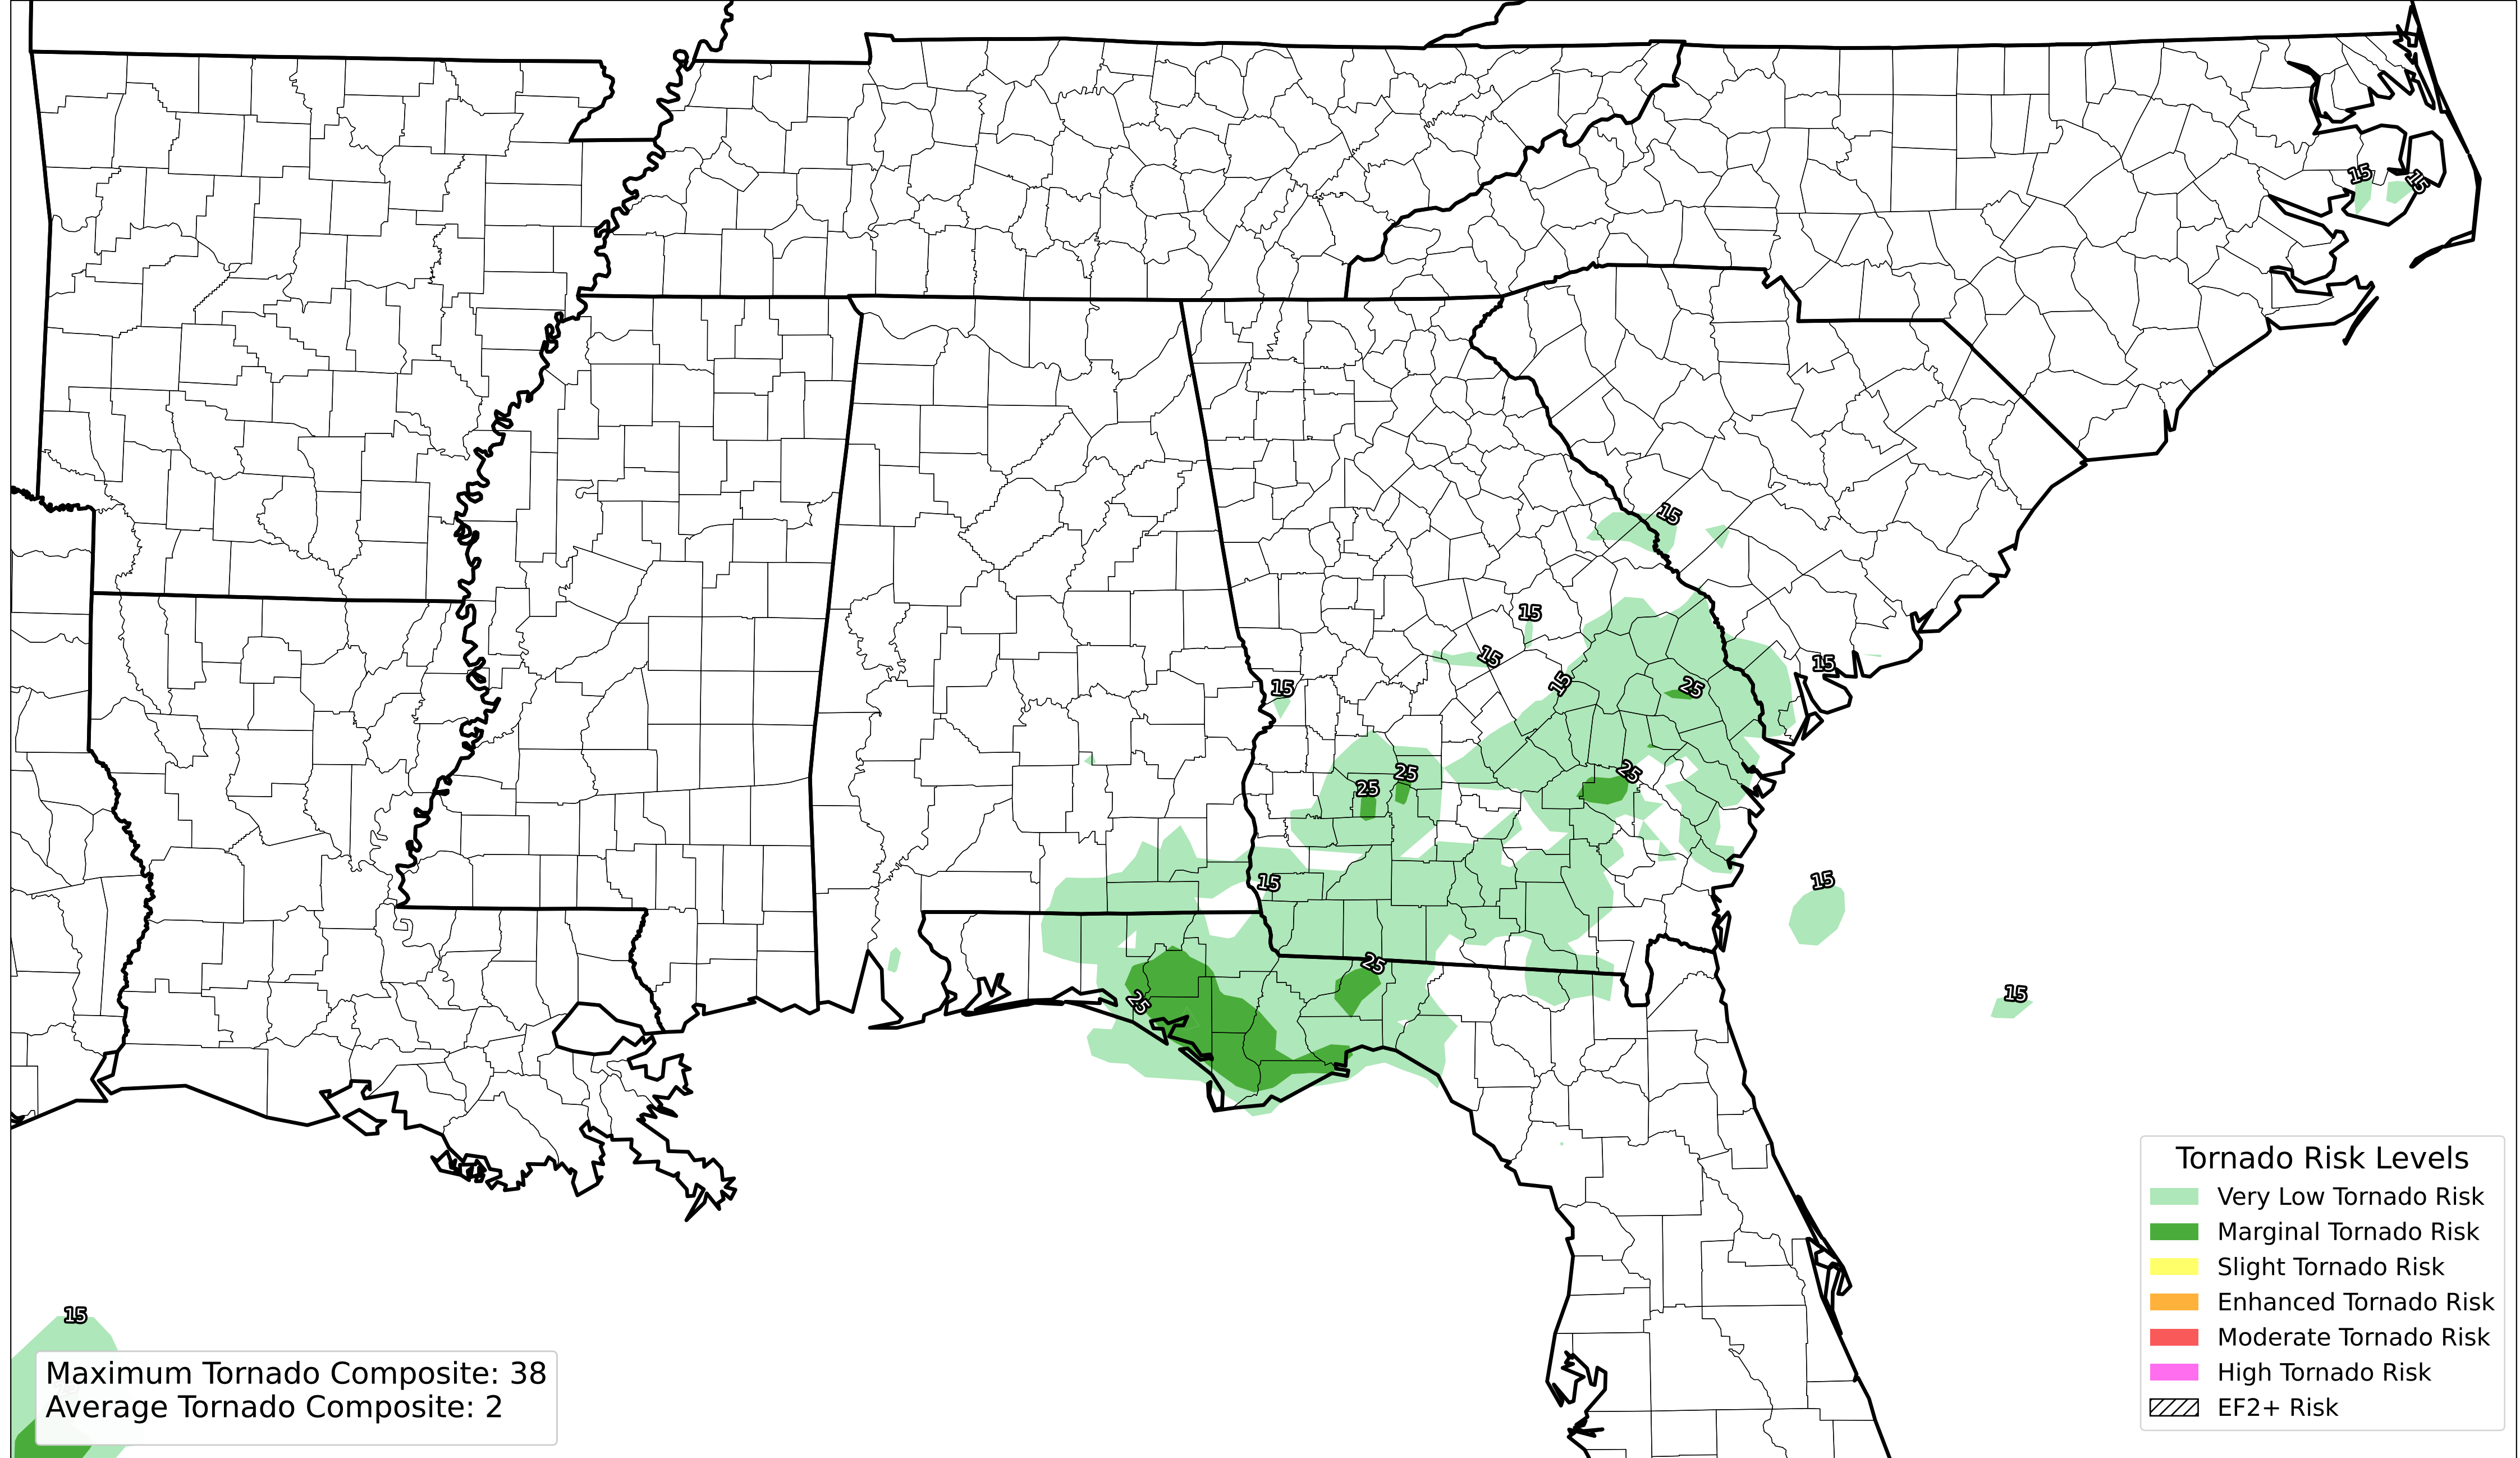 15
15
15
15
15
15
15
25
15
15
25
25
25
15
15
25
15
25
15
Maximum Tornado Composite: 38
Average Tornado Composite: 2
Tornado Risk Levels
Very Low Tornado Risk
Marginal Tornado Risk
Slight Tornado Risk
Enhanced Tornado Risk
Moderate Tornado Risk
High Tornado Risk
EF2+ Risk